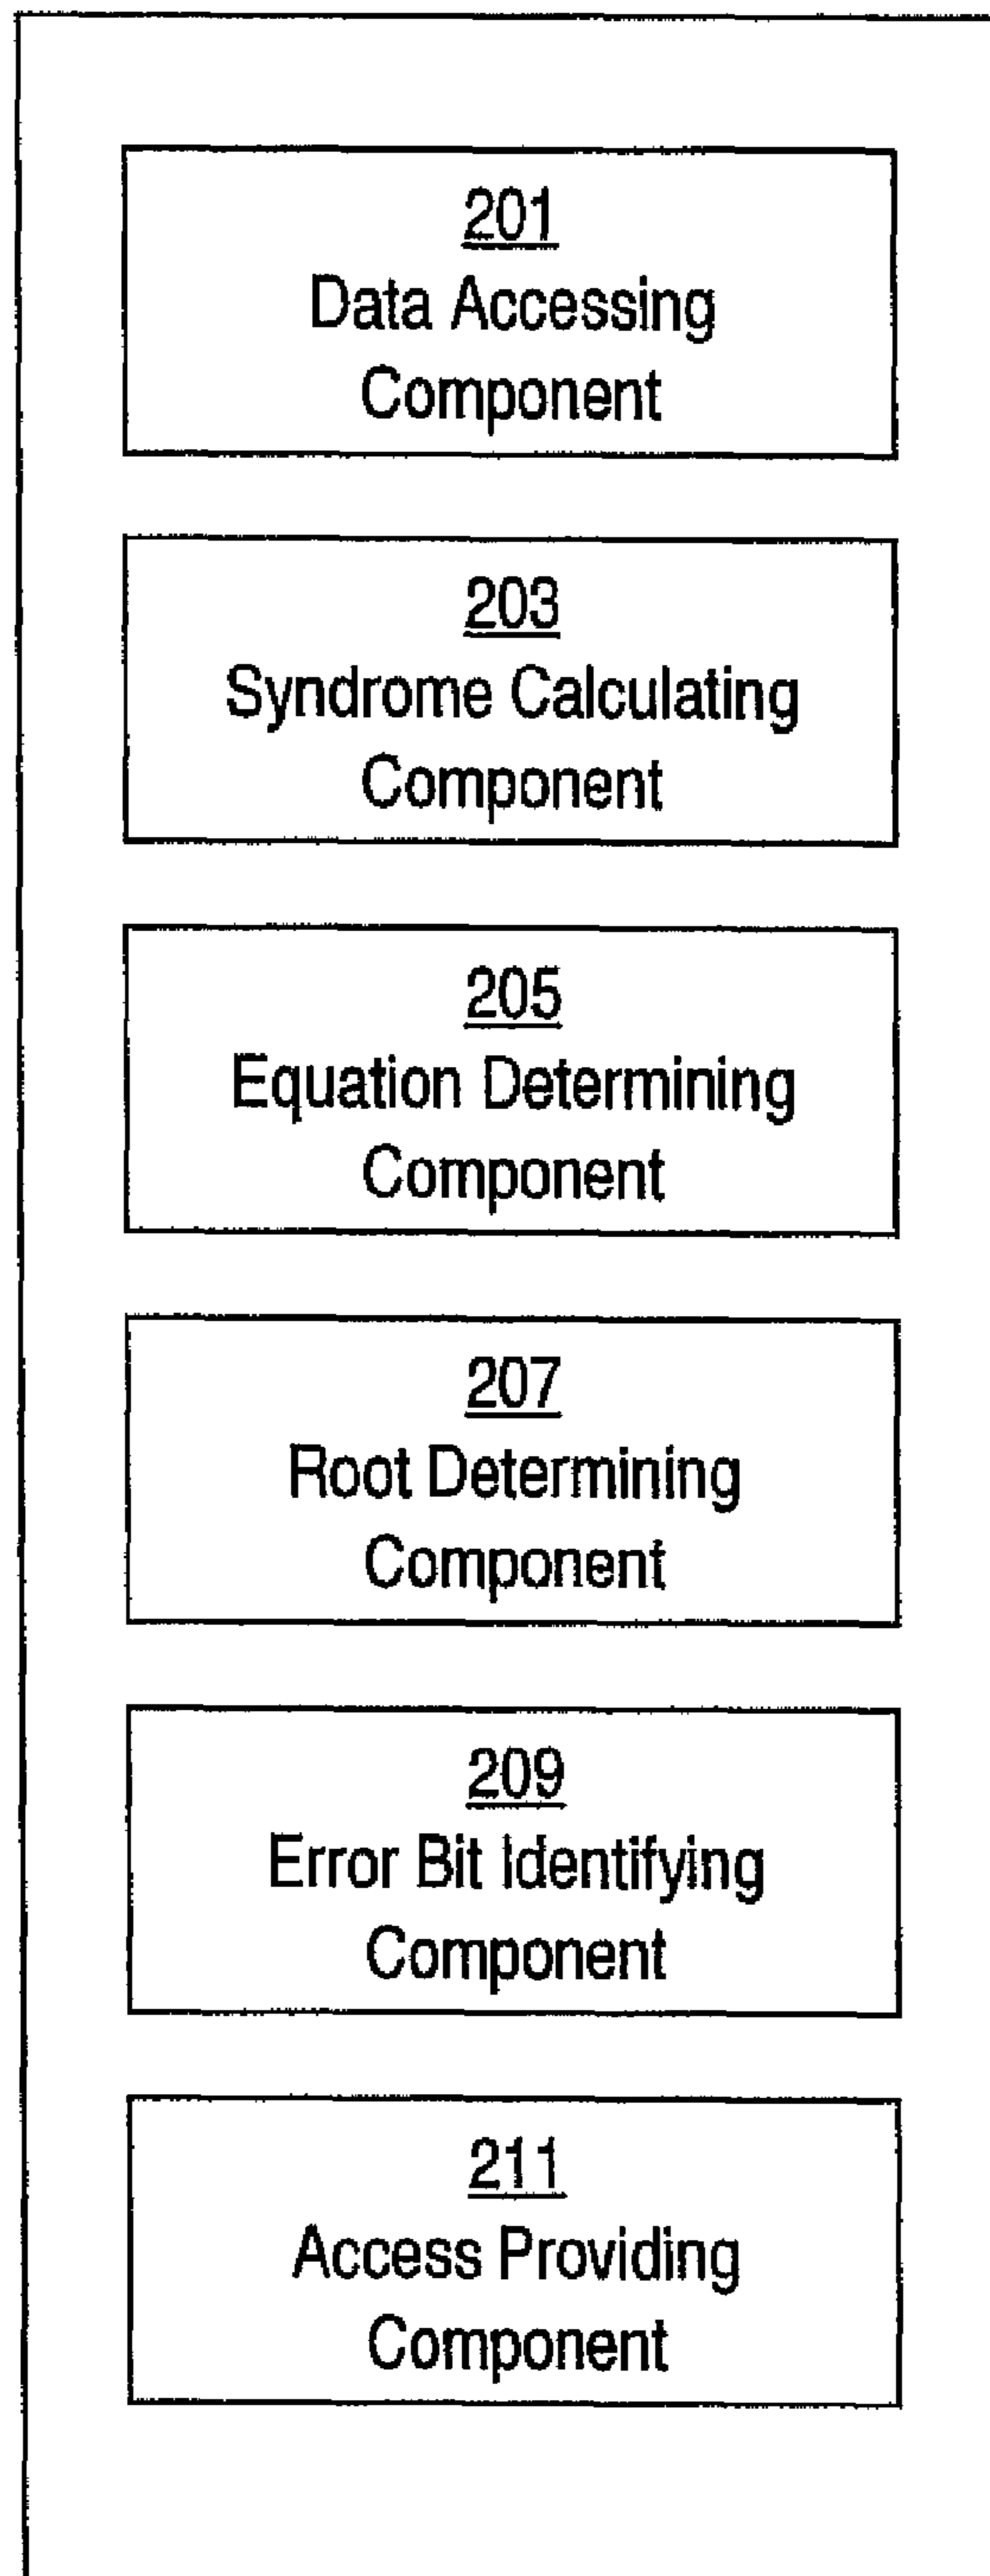 201
Data Accessing
Component
203
Syndrome Calculating
Component
205
Equation Determining
Component
207
Root Determining
Component
209
Error Bit Identifying
Component
211
Access Providing
Component